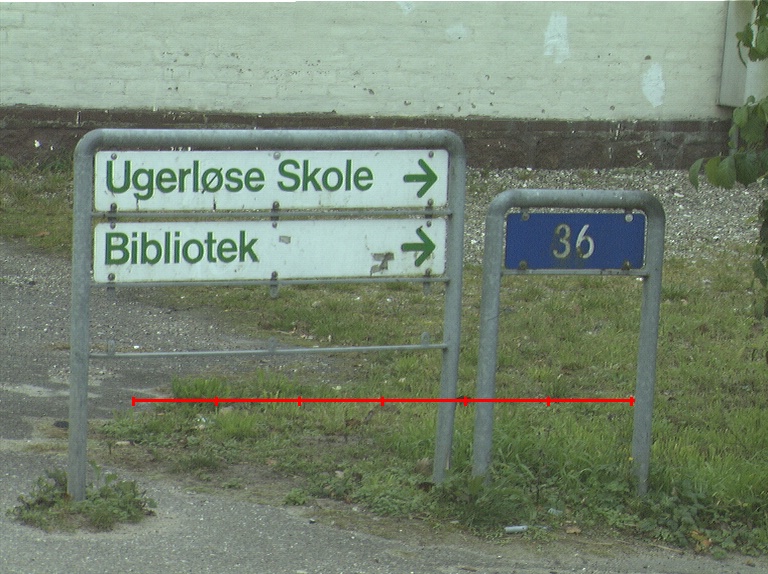 Ugerløse Skole →
Bibliotek →
36